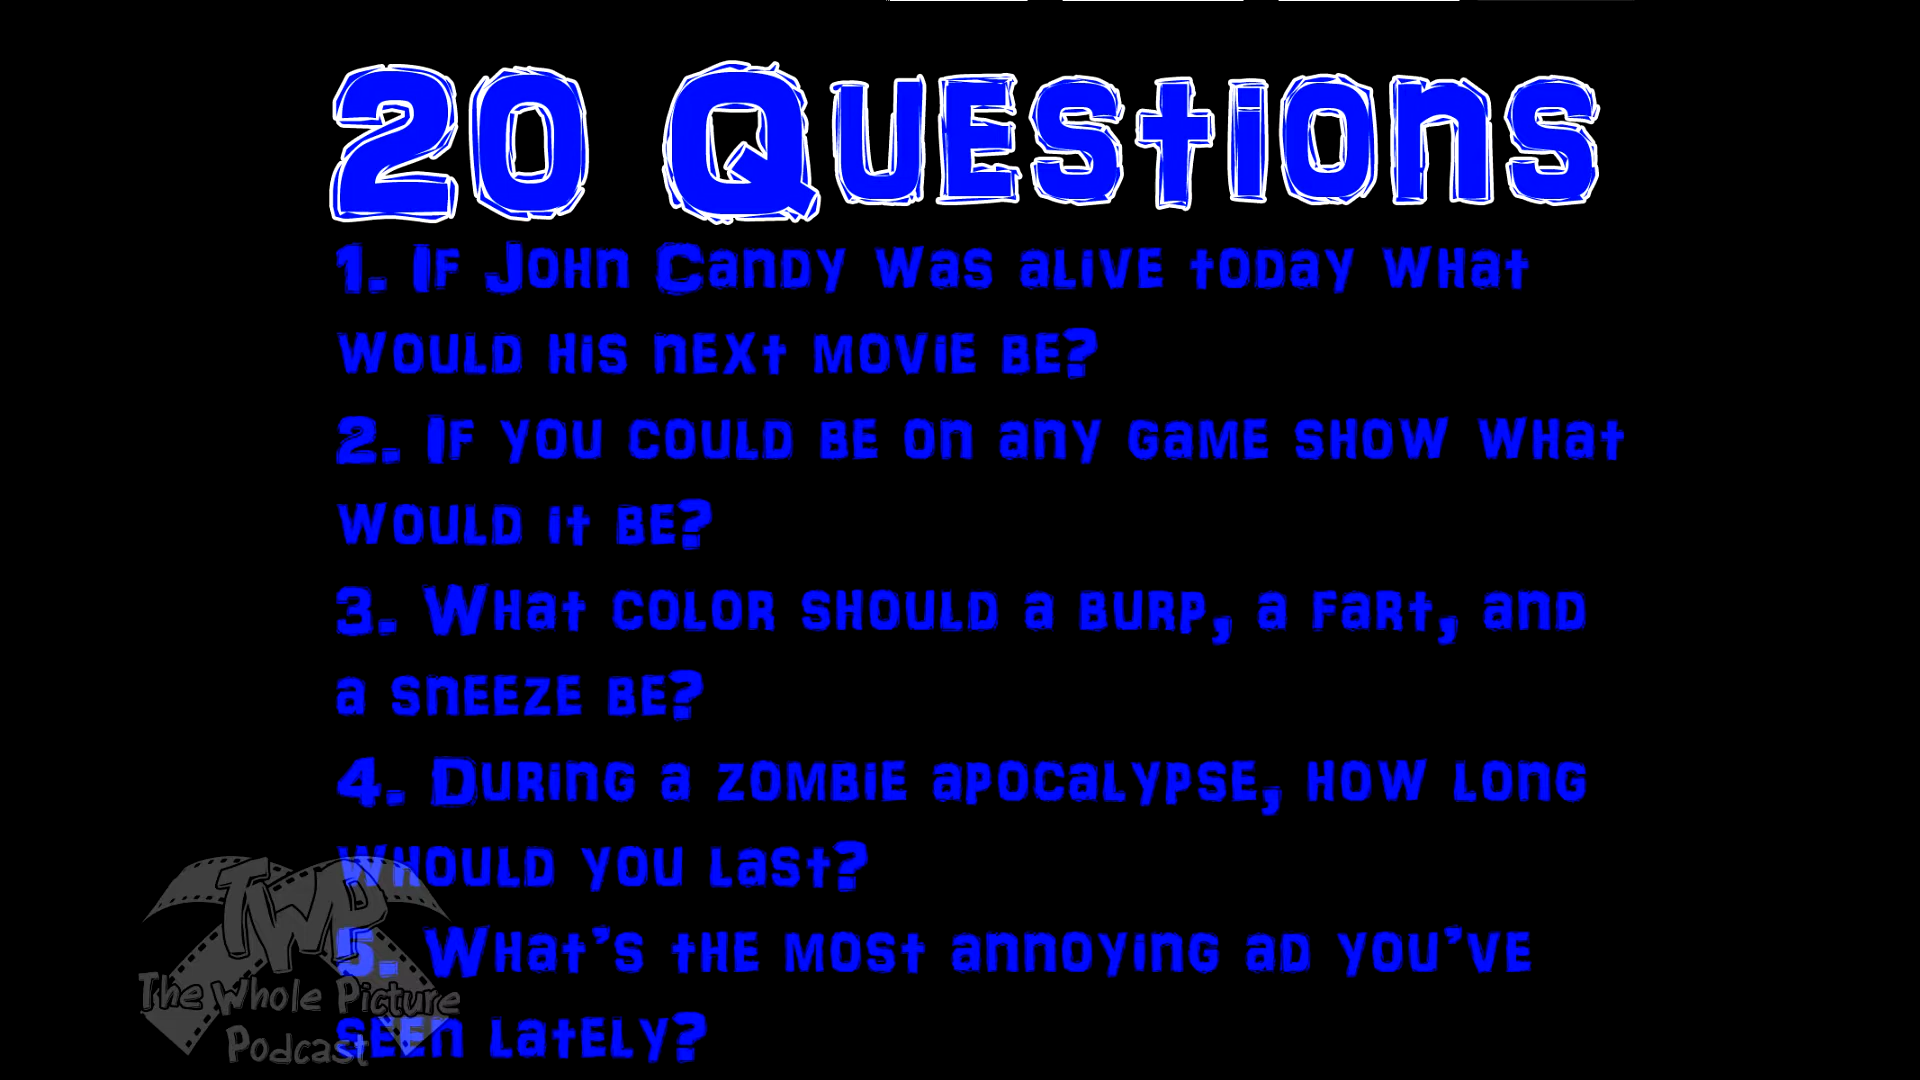 20 Questions
1. If John Candy was alive today what
would his next movie be?
2. If you could be on any game show what
would it be?
3. What color should a burp, a fart, and
a sneeze be?
4. During a zombie apocalypse, how long
whould you last?
5. What's the most annoying ad you've
seen lately?
TWP
The Whole Picture
Podcast